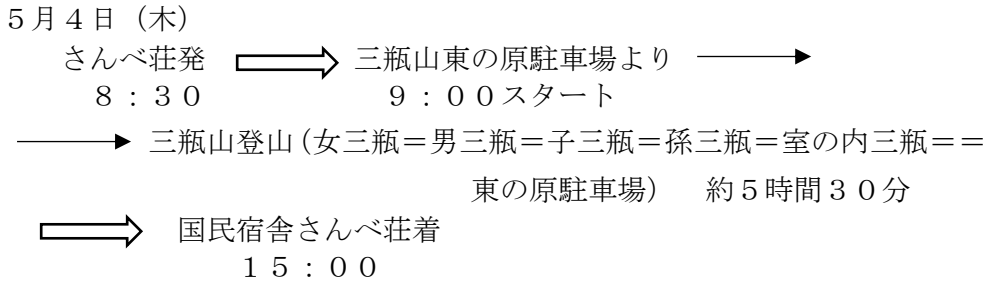 ５月４日（木）
さんべ荘発 ⇒ 三瓶山東の原駐車場より →
８：３０ ９：００スタート
→ 三瓶山登山(女三瓶＝男三瓶＝子三瓶＝孫三瓶＝室の内三瓶＝＝
東の原駐車場） 約５時間３０分
⇒ 国民宿舎さんべ荘着
１５：００